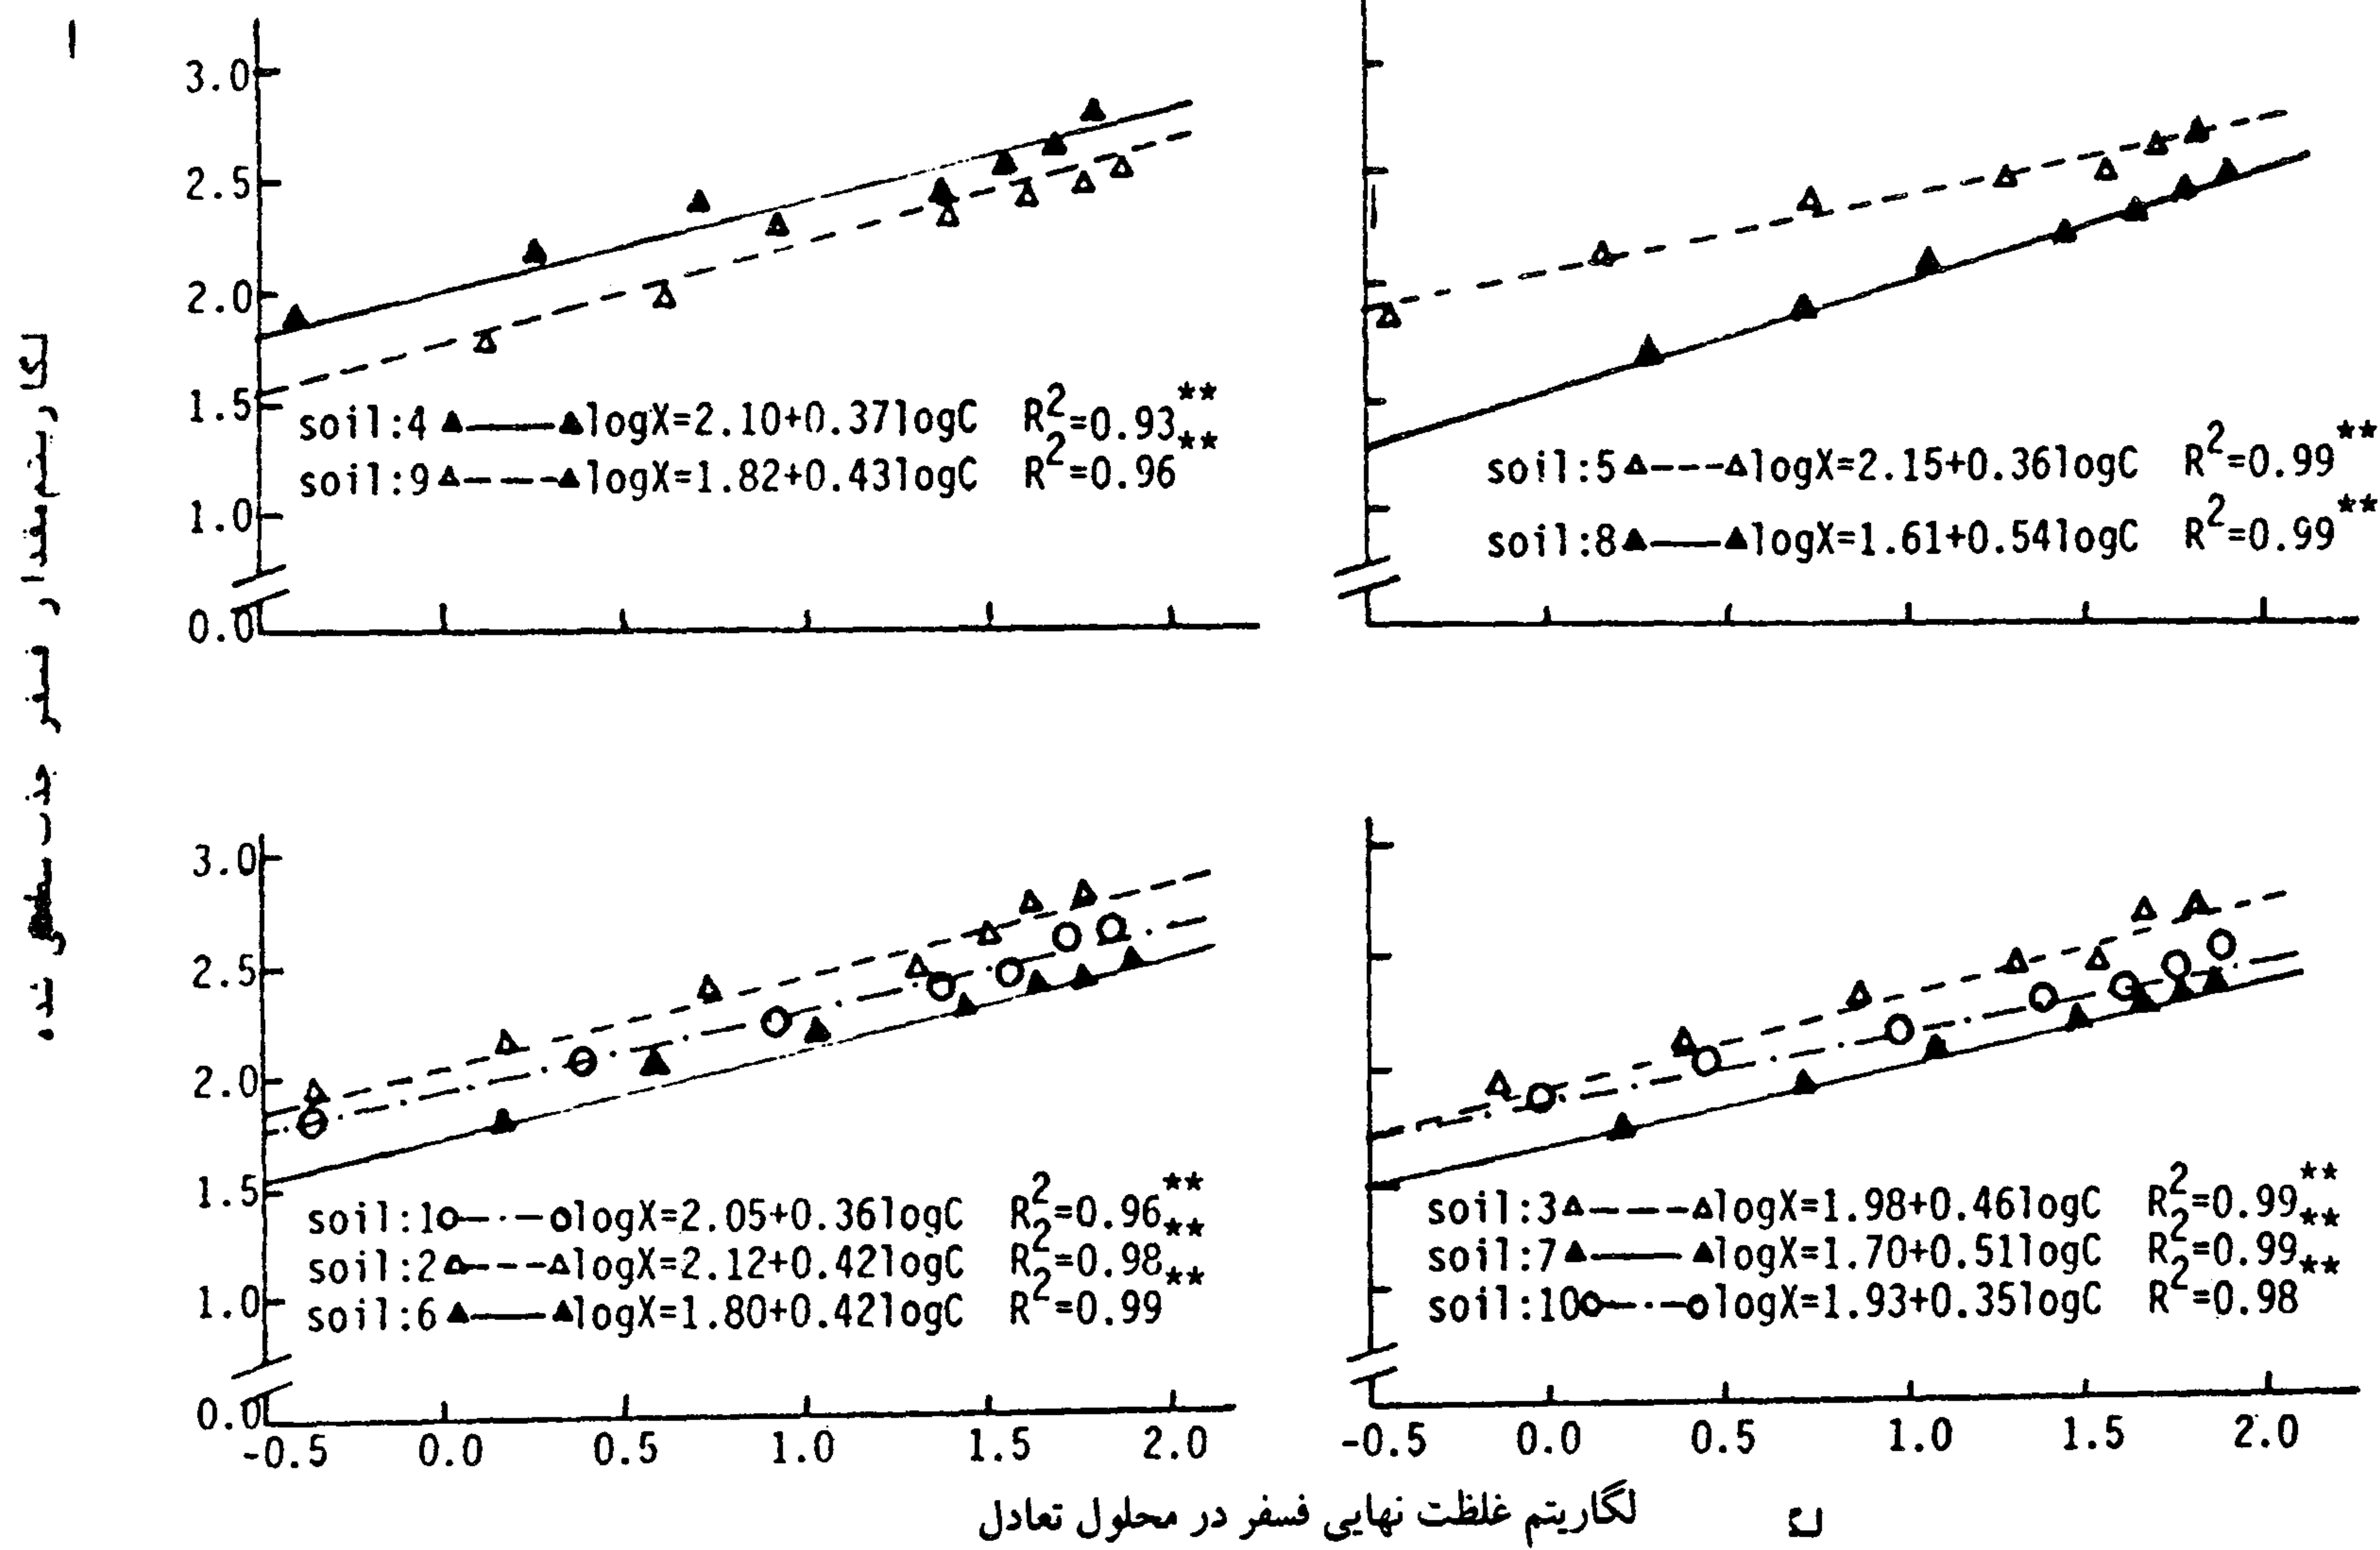 لگاریتم مقدار فسفر جذب سطحی شده
3.0
2.5
2.0
1.5
1.0
0.0
soil:4 ▲——▲logX=2.10+0.37logC R²=0.93**
soil:9 △---▲logX=1.82+0.43logC R²=0.96**
soil:5 △---△logX=2.15+0.36logC R²=0.99**
soil:8 ▲——▲logX=1.61+0.54logC R²=0.99**
3.0
2.5
2.0
1.5
1.0
0.0
soil:1 o—·—ologX=2.05+0.36logC R²=0.96**
soil:2 △---△logX=2.12+0.42logC R²=0.98**
soil:6 ▲——▲logX=1.80+0.42logC R²=0.99**
-0.5 0.0 0.5 1.0 1.5 2.0
soil:3 △---△logX=1.98+0.46logC R²=0.99**
soil:7 ▲——▲logX=1.70+0.51logC R²=0.99**
soil:10 o—·—ologX=1.93+0.35logC R²=0.98**
-0.5 0.0 0.5 1.0 1.5 2.0
لگاریتم غلظت نهایی فسفر در محلول تعادل